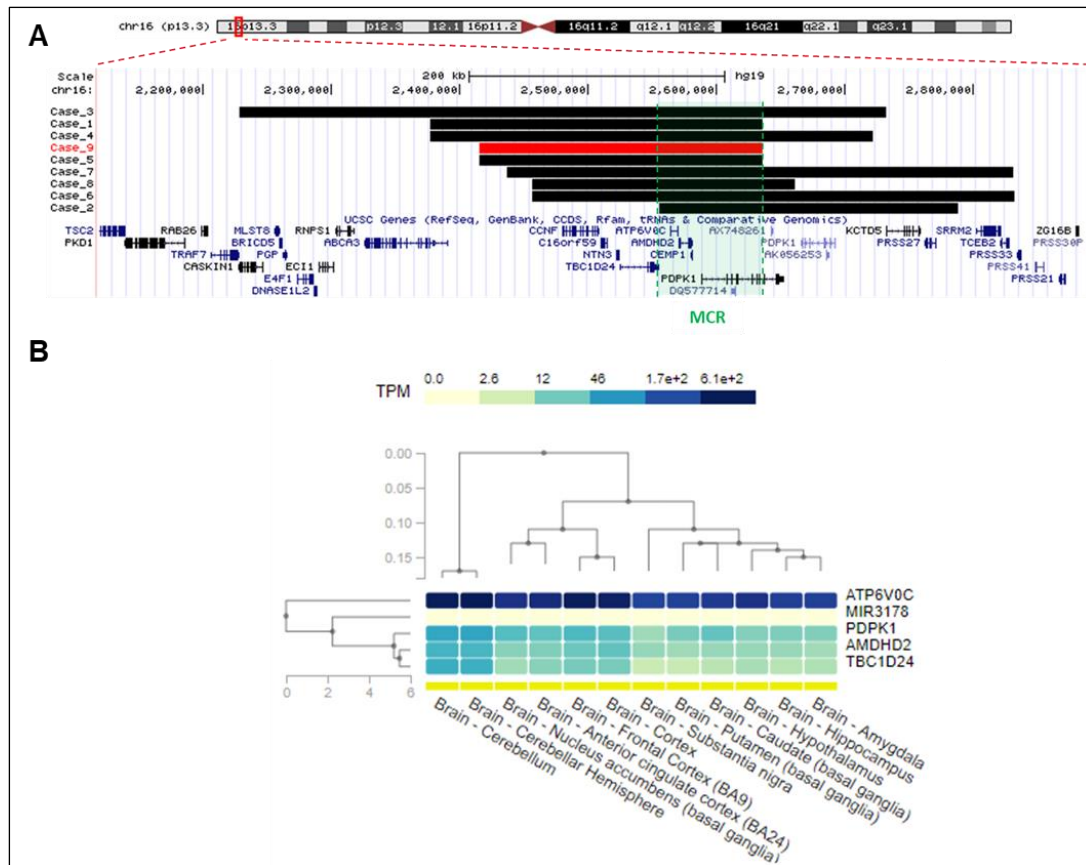 A
chr16 (p13.3) 16p13.3 p12.3 12.1 16p11.2 16q11.2 q12.1 q12.2 16q21 q22.1 q23.1
Scale 200 kb hg19
chr16: 2,200,000 2,300,000 2,400,000 2,500,000 2,600,000 2,700,000 2,800,000
Case_3
Case_1
Case_4
Case_9
Case_5
Case_7
Case_8
Case_6
Case_2
UCSC Genes (RefSeq, GenBank, CCDS, Rfam, tRNAs & Comparative Genomics)
TSC2 RAB26 MLST8 RNPS1 CCNF ATP6V0C AX748261 KCTD5 SRRM2 ZG16B
PKD1 BRICD5 ABCA3 C16orf59 AMDHD2 PDPK1 PRSS27 TCEB2 PRSS30P
TRAF7 PGP NTN3 CEMP1 AK056253 PRSS33
CASKIN1 ECI1 TBC1D24 PRSS41
E4F1 PDPK1 PRSS21
DNASE1L2 DQ577714
MCR
B
TPM 0.0 2.6 12 46 1.7e+2 6.1e+2
0.00
0.05
0.10
0.15
ATP6V0C
MIR3178
PDPK1
AMDHD2
TBC1D24
0 2 4 6
Brain - Cerebellum
Brain - Cerebellar Hemisphere
Brain - Nucleus accumbens (basal ganglia)
Brain - Anterior cingulate cortex (BA24)
Brain - Frontal Cortex (BA9)
Brain - Cortex
Brain - Substantia nigra
Brain - Putamen (basal ganglia)
Brain - Caudate (basal ganglia)
Brain - Hypothalamus
Brain - Hippocampus
Brain - Amygdala